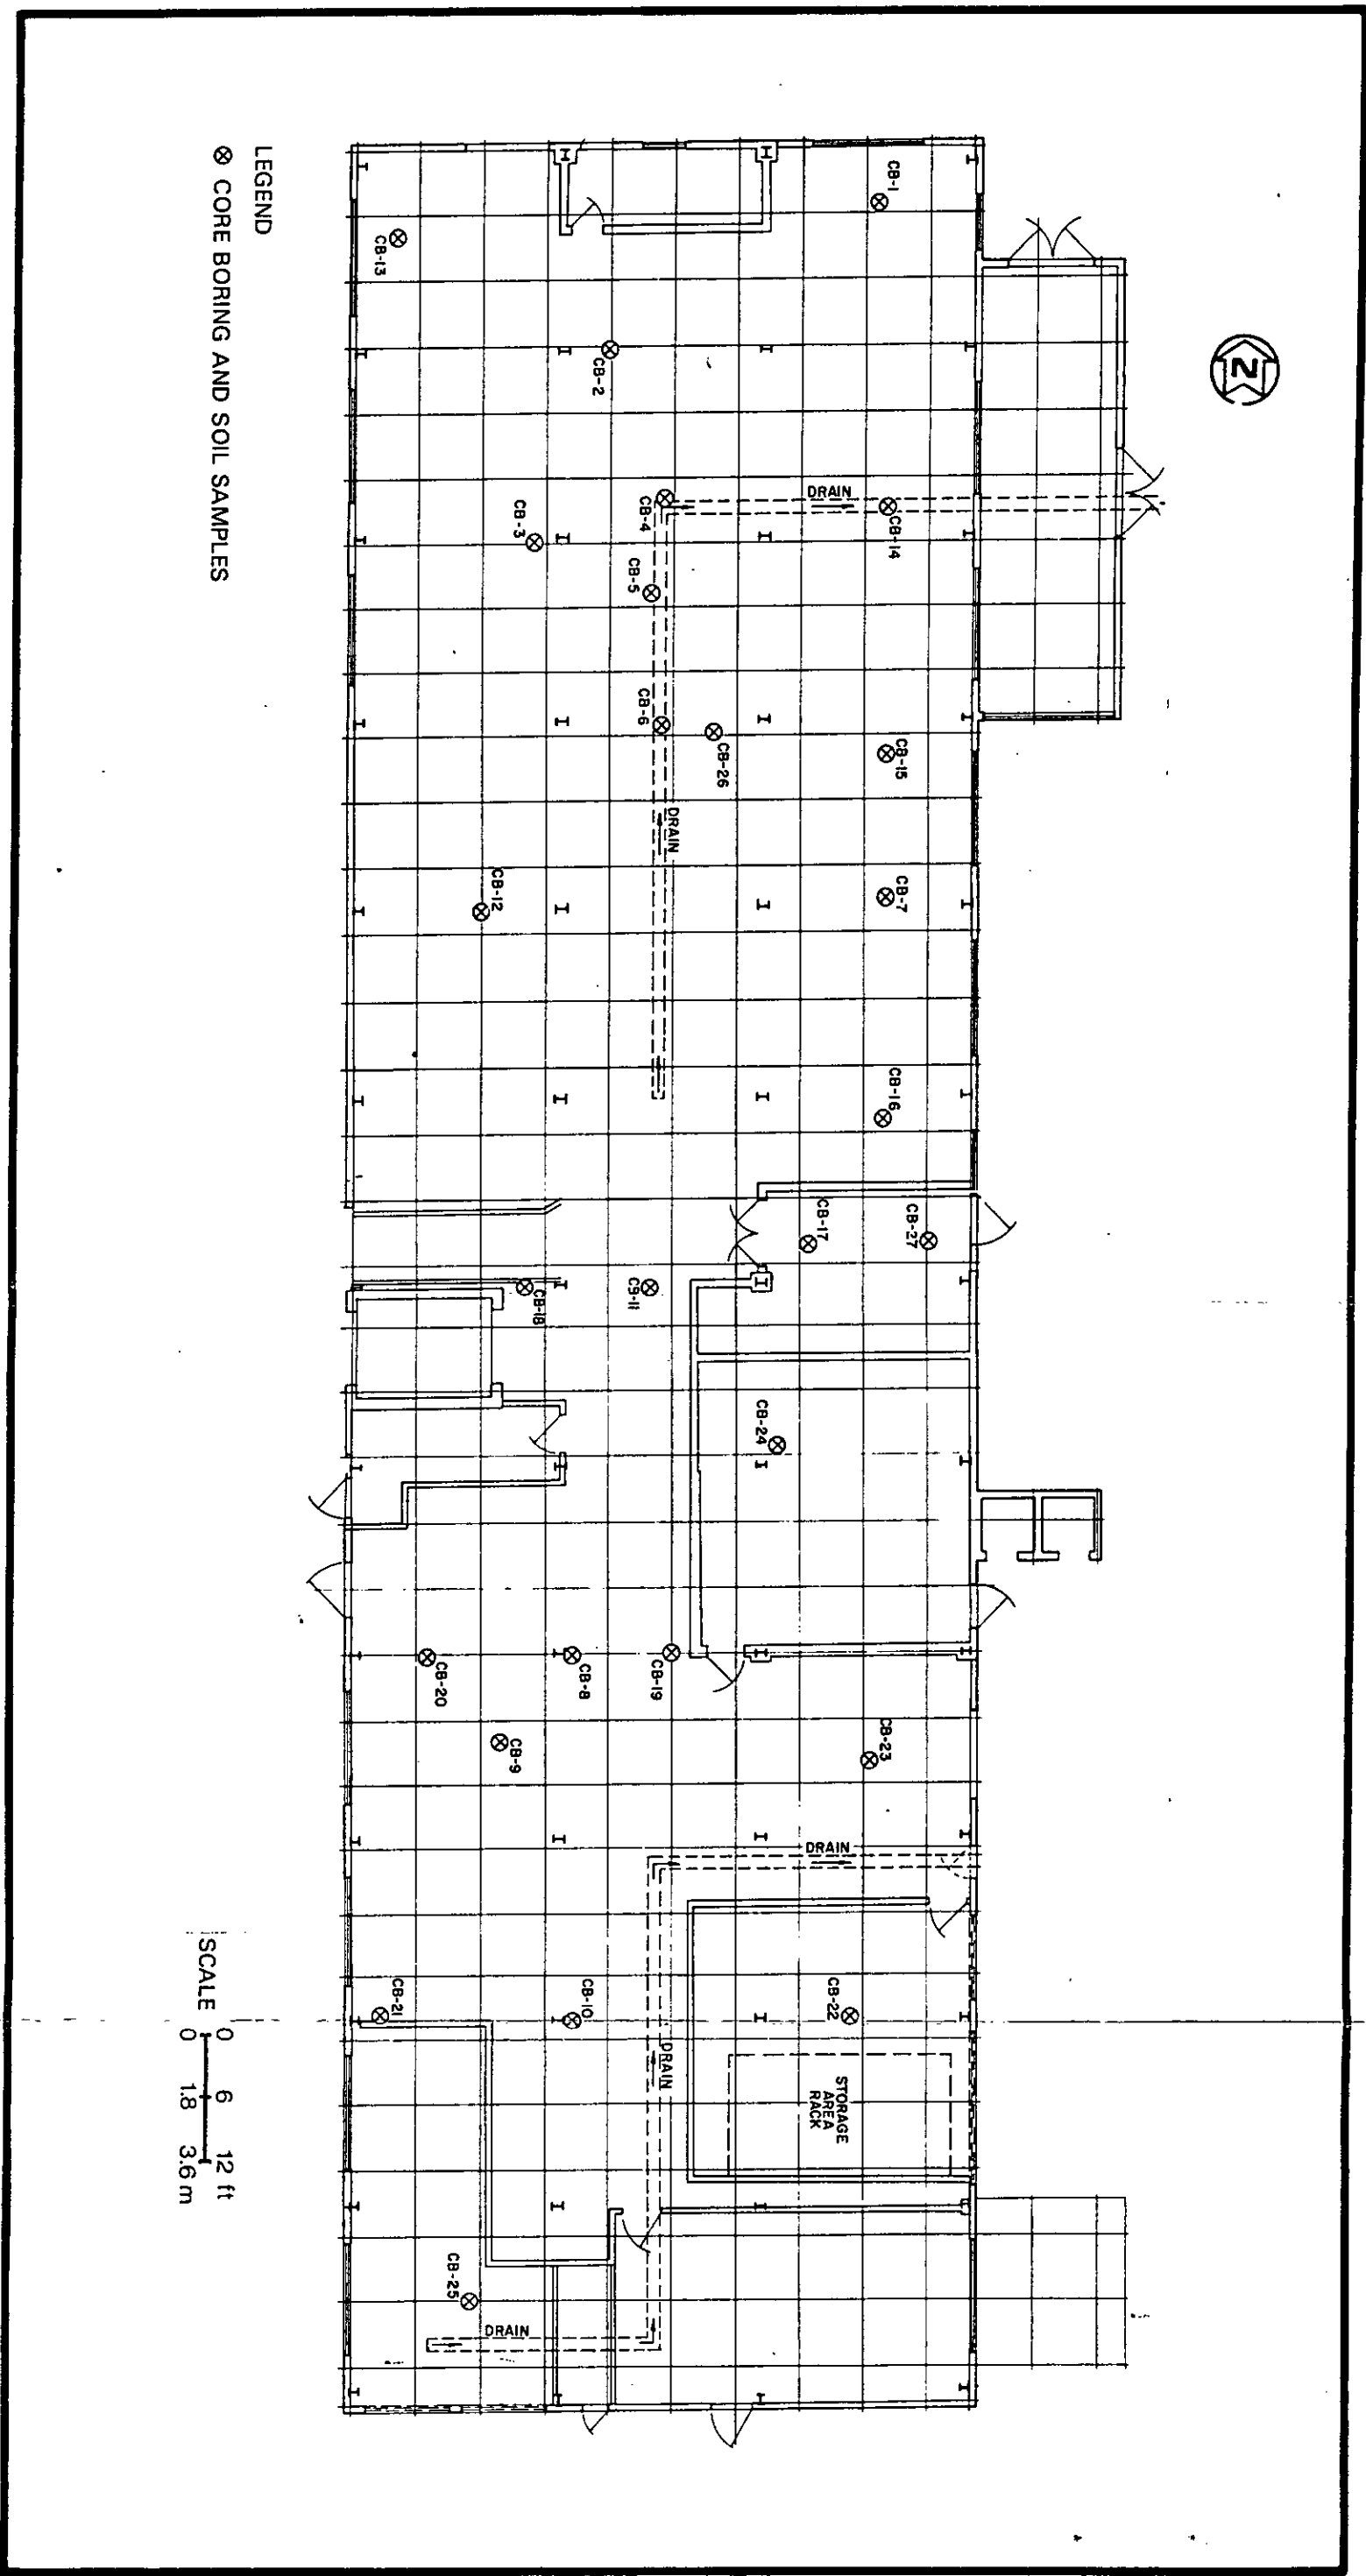 N
CB-1
CB-13
CB-2
CB-3
CB-4
DRAIN
CB-14
CB-5
CB-6
CB-26
CB-15
DRAIN
CB-12
CB-7
CB-16
CB-17
CB-27
CB-18
CB-11
CB-24
CB-20
CB-8
CB-19
CB-9
CB-23
DRAIN
CB-21
CB-10
CB-22
DRAIN
STORAGE
AREA
RACK
CB-25
DRAIN
LEGEND
⊗ CORE BORING AND SOIL SAMPLES
SCALE 0 6 12 ft
0 1.8 3.6 m